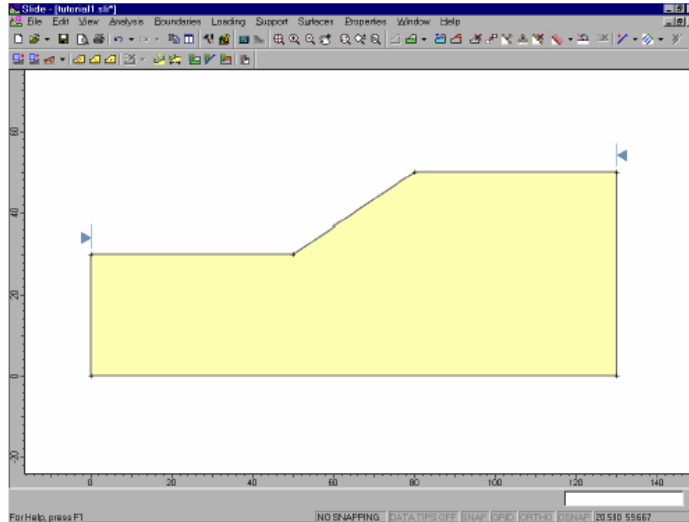 Slide - [tutorial1.sli*]
File Edit View Analysis Boundaries Loading Support Surfaces Properties Window Help
60
40
20
0
-20
0 20 40 60 80 100 120 140
For Help, press F1 NO SNAPPING DATA TIPS OFF SNAP GRID ORTHO OSNAP 20.510 59.667